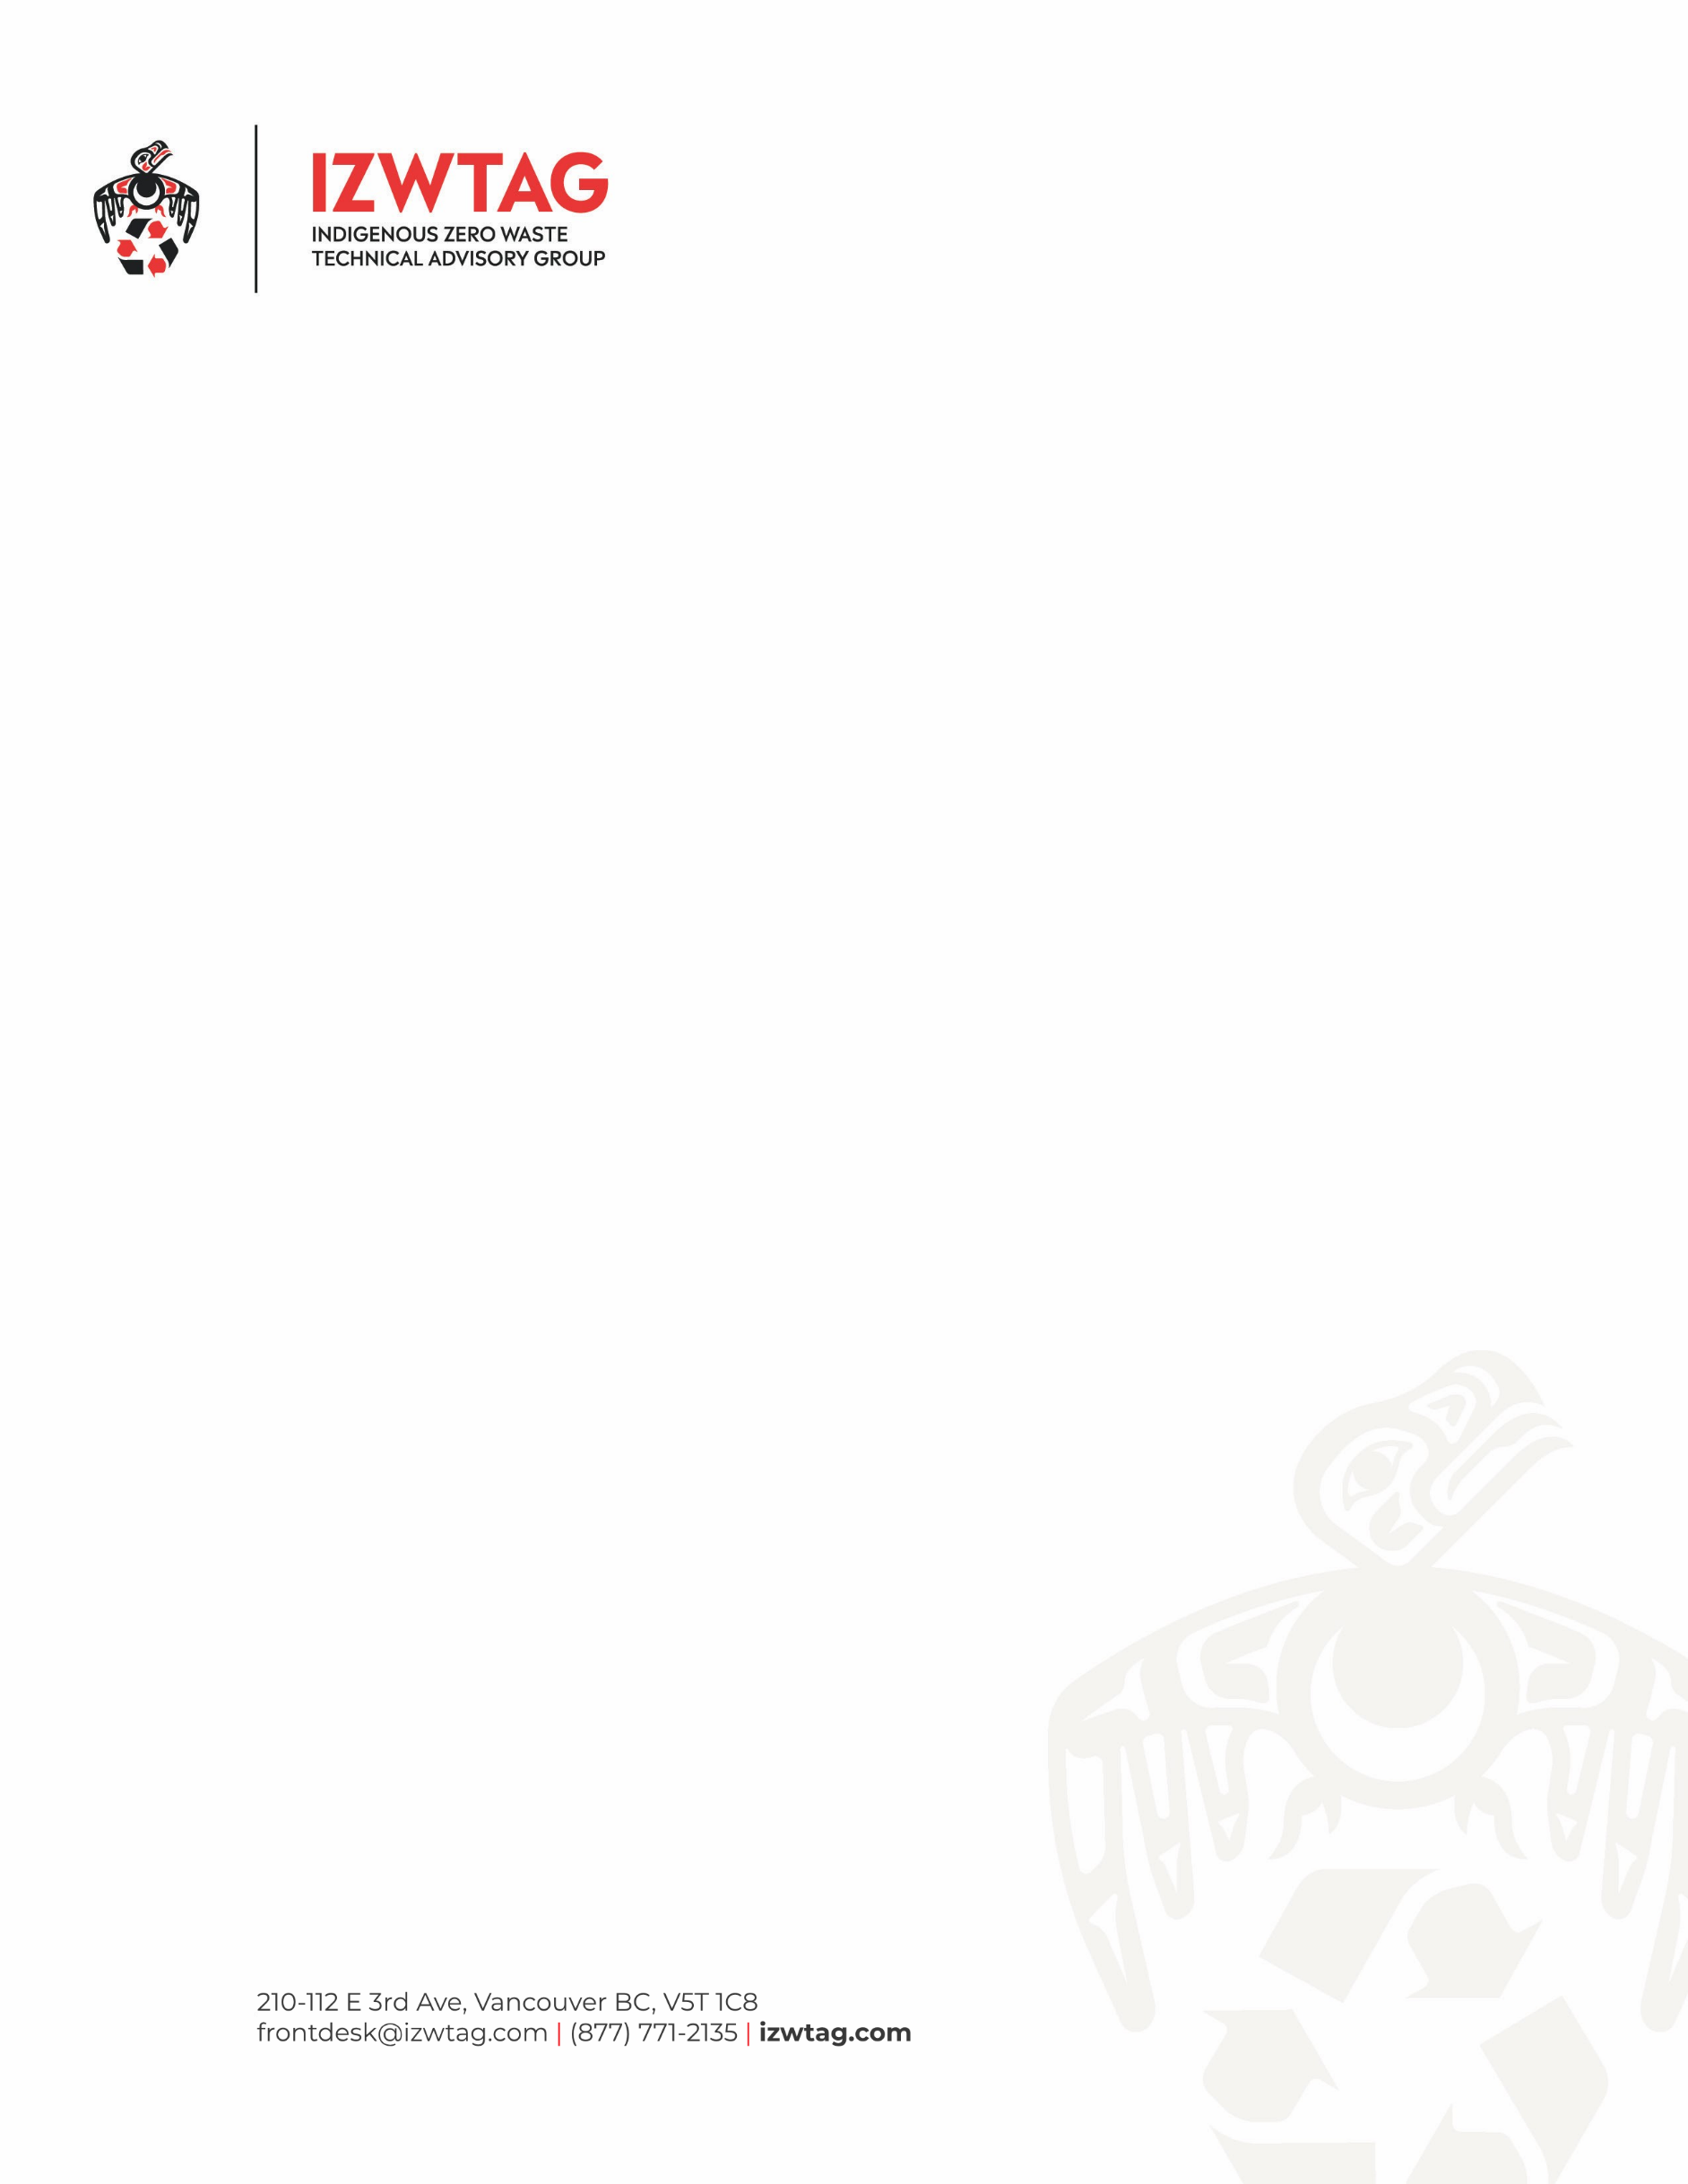 IZWTAG
INDIGENOUS ZERO WASTE
TECHNICAL ADVISORY GROUP
210-112 E 3rd Ave, Vancouver BC, V5T 1C8
frontdesk@izwtag.com | (877) 771-2135 | izwtag.com